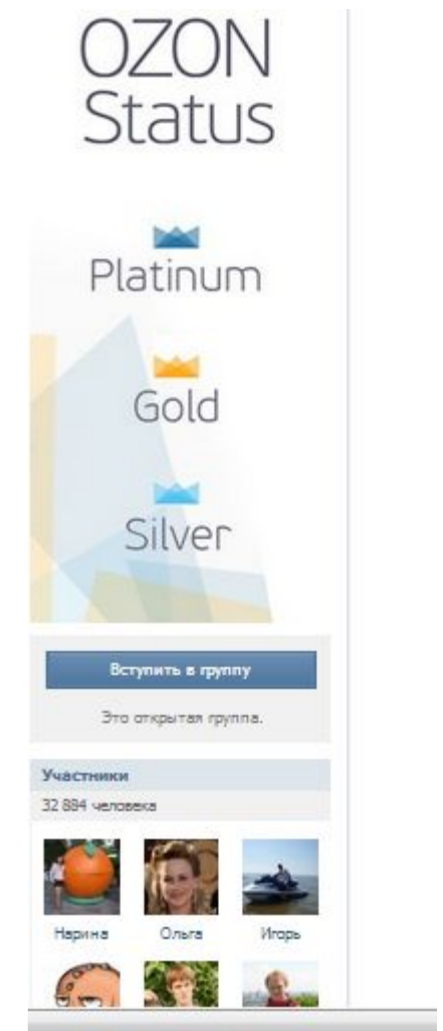 OZON
Status
Platinum
Gold
Silver
Вступить в группу
Это открытая группа.
Участники
32 884 человека
Нарина Ольга Игорь